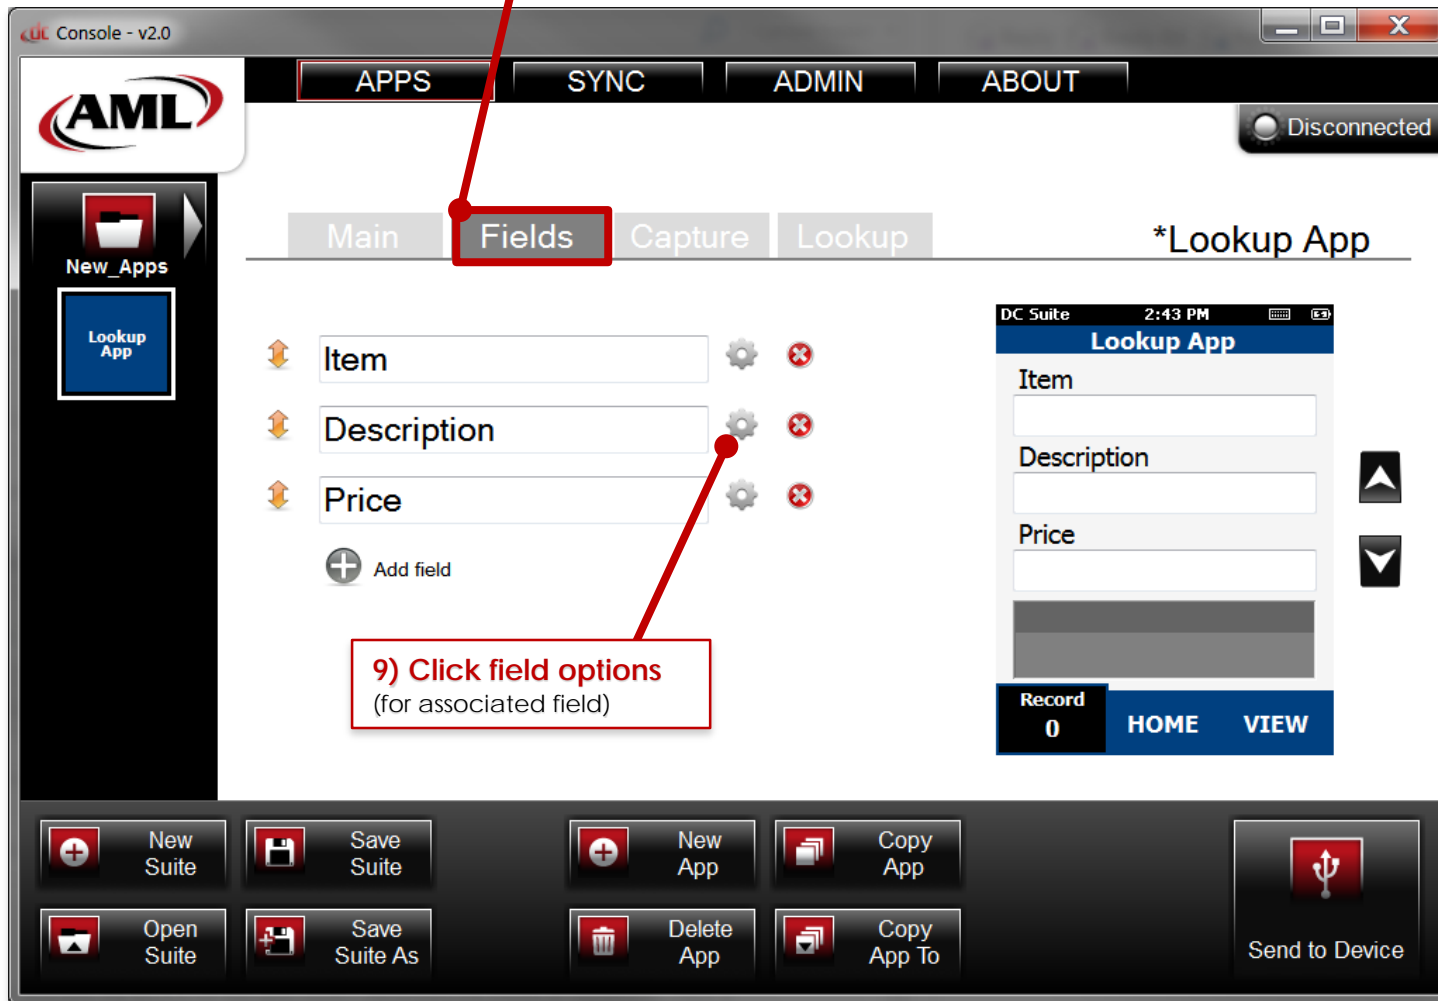 dc Console - v2.0
AML
APPS SYNC ADMIN ABOUT
Disconnected
New_Apps
Lookup
App
Main Fields Capture Lookup
*Lookup App
Item
Description
Price
Add field
9) Click field options
(for associated field)
DC Suite 2:43 PM
Lookup App
Item
Description
Price
Record
0
HOME VIEW
New
Suite
Save
Suite
New
App
Copy
App
Open
Suite
Save
Suite As
Delete
App
Copy
App To
Send to Device